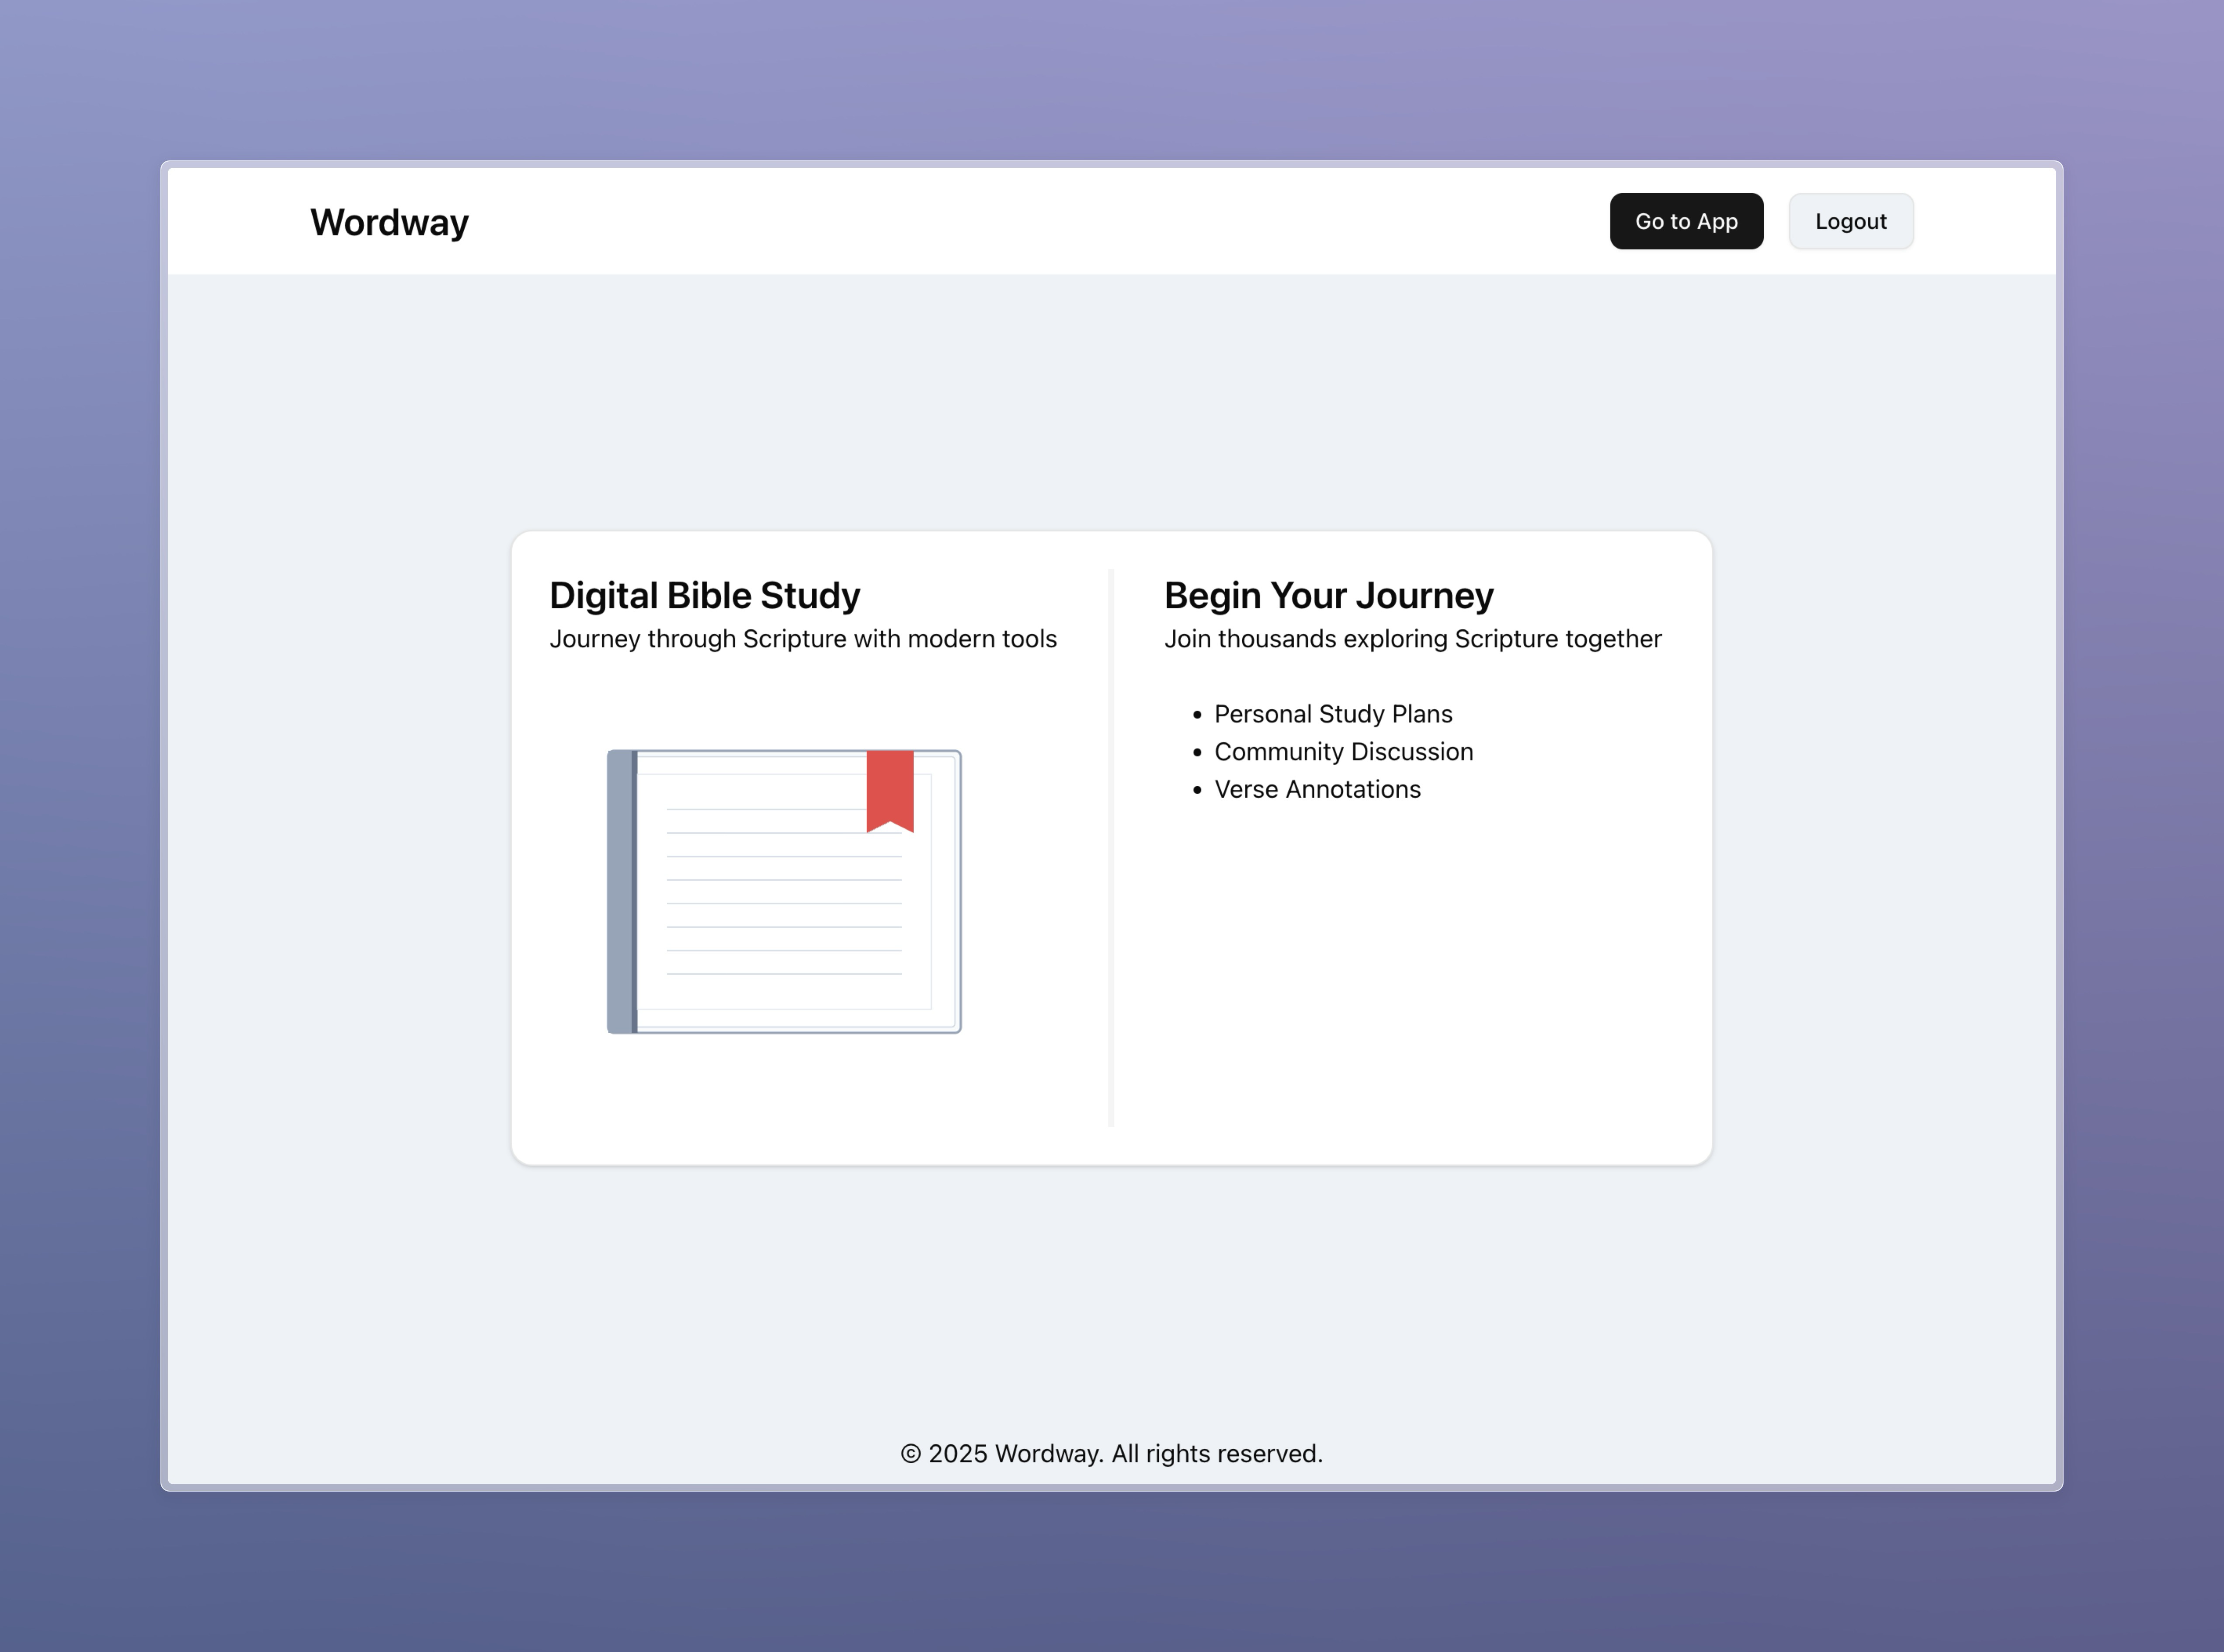 Wordway
Go to App
Logout
Digital Bible Study
Journey through Scripture with modern tools
Begin Your Journey
Join thousands exploring Scripture together
• Personal Study Plans
• Community Discussion
• Verse Annotations
© 2025 Wordway. All rights reserved.